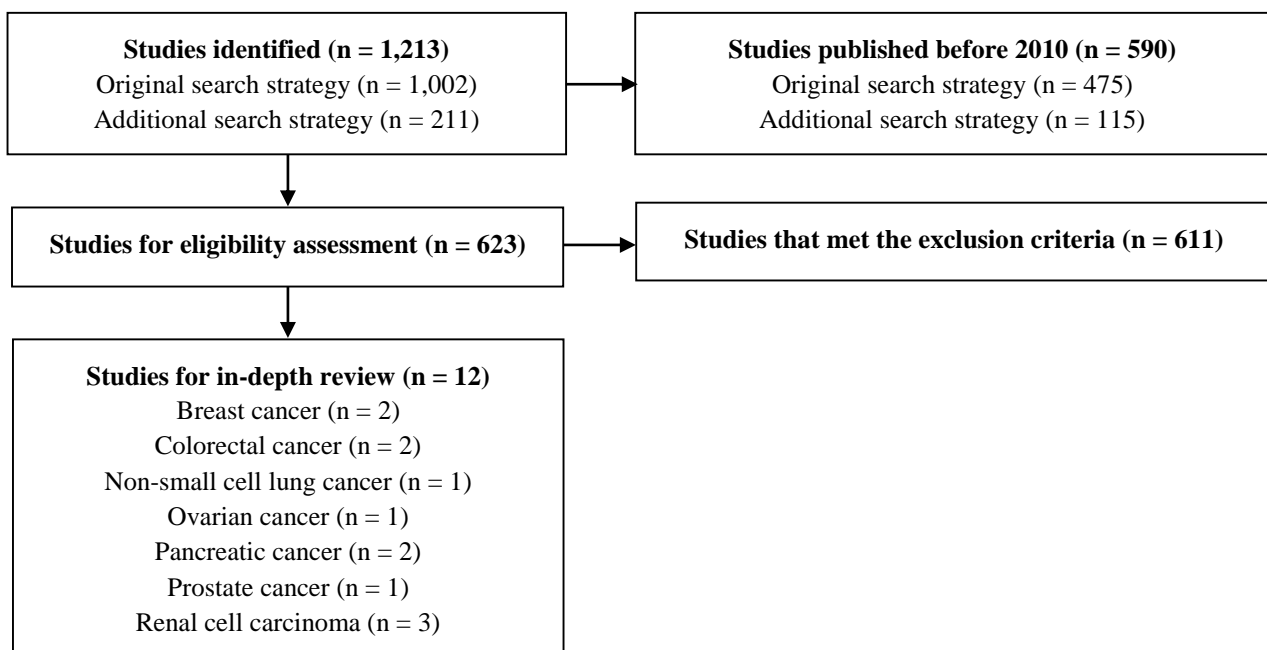 Studies identified (n = 1,213)
Original search strategy (n = 1,002)
Additional search strategy (n = 211)
Studies published before 2010 (n = 590)
Original search strategy (n = 475)
Additional search strategy (n = 115)
Studies for eligibility assessment (n = 623)
Studies that met the exclusion criteria (n = 611)
Studies for in-depth review (n = 12)
Breast cancer (n = 2)
Colorectal cancer (n = 2)
Non-small cell lung cancer (n = 1)
Ovarian cancer (n = 1)
Pancreatic cancer (n = 2)
Prostate cancer (n = 1)
Renal cell carcinoma (n = 3)